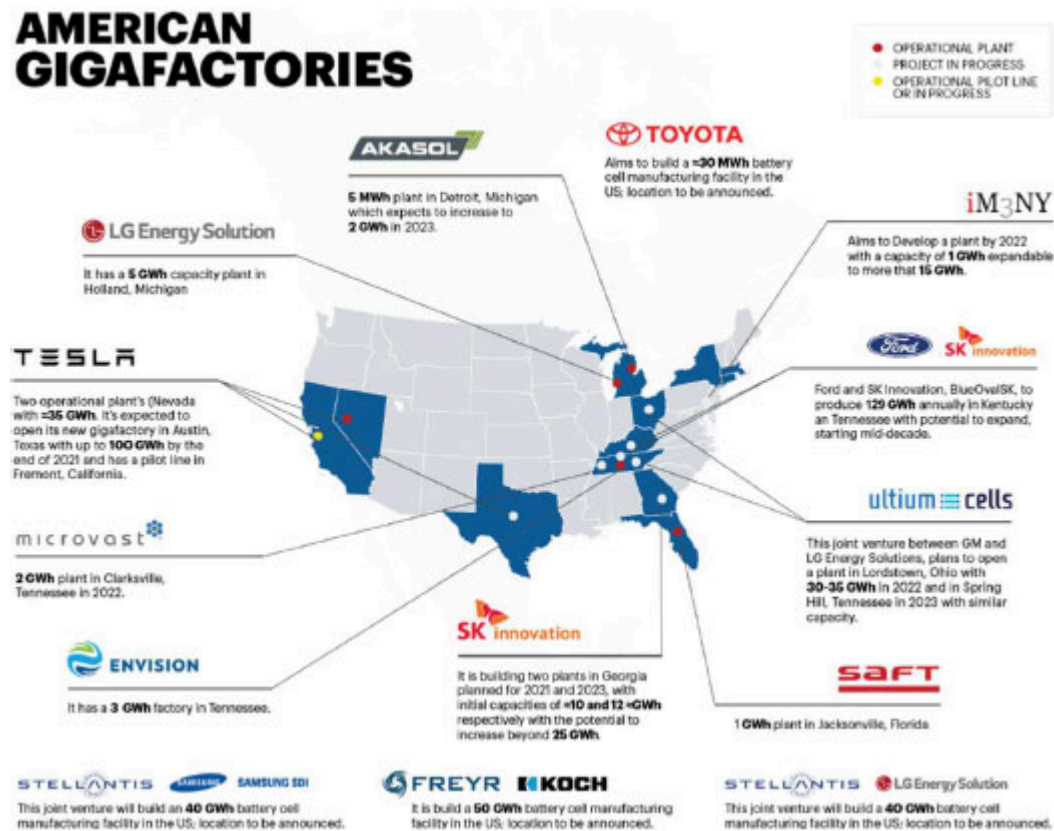 AMERICAN
GIGAFACTORIES
OPERATIONAL PLANT
PROJECT IN PROGRESS
OPERATIONAL PILOT LINE
OR IN PROGRESS
AKASOL
5 MWh plant in Detroit, Michigan
which expects to increase to
2 GWh in 2023.
TOYOTA
Aims to build a ≈30 MWh battery
cell manufacturing facility in the
US; location to be announced.
iM3NY
Aims to Develop a plant by 2022
with a capacity of 1 GWh expandable
to more that 15 GWh.
LG Energy Solution
It has a 5 GWh capacity plant in
Holland, Michigan
TESLA
Two operational plant's (Nevada
with ≈35 GWh. It's expected to
open its new gigafactory in Austin,
Texas with up to 100 GWh by the
end of 2021 and has a pilot line in
Fremont, California.
Ford SK innovation
Ford and SK Innovation, BlueOvalSK, to
produce 129 GWh annually in Kentucky
an Tennessee with potential to expand,
starting mid-decade.
microvast
2 GWh plant in Clarksville,
Tennessee in 2022.
ultium cells
This joint venture between GM and
LG Energy Solutions, plans to open
a plant in Lordstown, Ohio with
30-35 GWh in 2022 and in Spring
Hill, Tennessee in 2023 with similar
capacity.
ENVISION
It has a 3 GWh factory in Tennessee.
SK innovation
It is building two plants in Georgia
planned for 2021 and 2023, with
initial capacities of ≈10 and 12 ≈GWh
respectively with the potential to
increase beyond 25 GWh.
saft
1 GWh plant in Jacksonville, Florida
STELLANTIS SAMSUNG SAMSUNG SDI
This joint venture will build an 40 GWh battery cell
manufacturing facility in the US; location to be announced.
FREYR KOCH
It is build a 50 GWh battery cell manufacturing
facility in the US; location to be announced.
STELLANTIS LG Energy Solution
This joint venture will build a 40 GWh battery cell
manufacturing facility in the US; location to be announced.